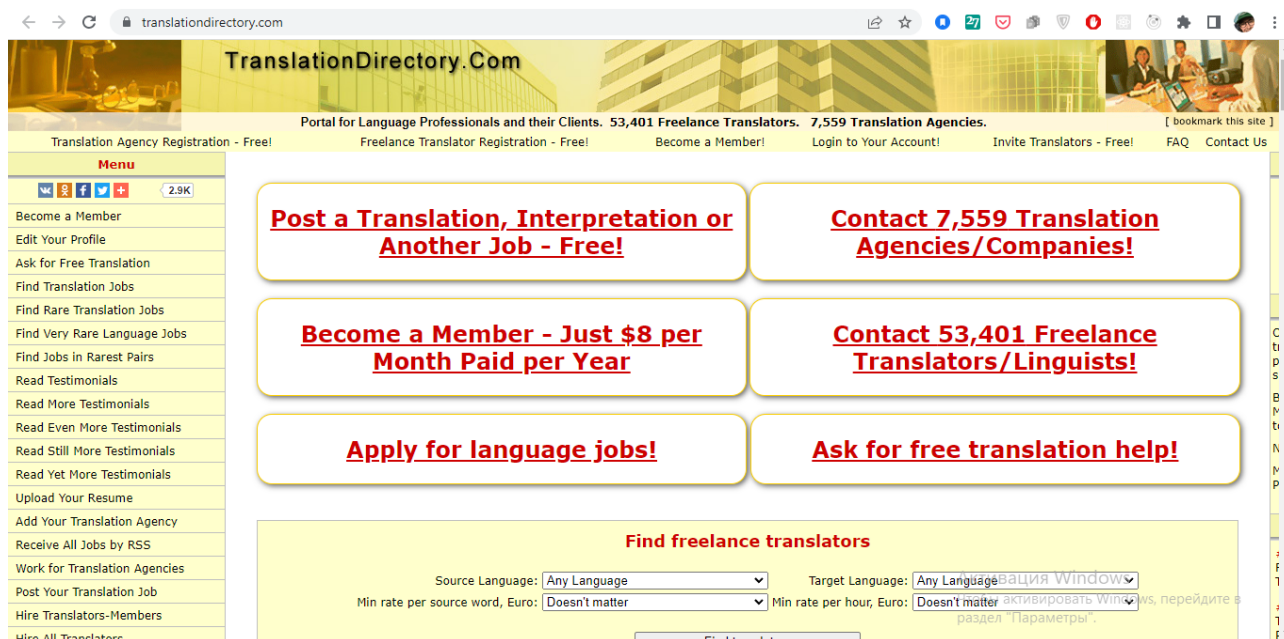 translationdirectory.com
27
TranslationDirectory.Com
Portal for Language Professionals and their Clients. 53,401 Freelance Translators. 7,559 Translation Agencies.
[ bookmark this site ]
Translation Agency Registration - Free! Freelance Translator Registration - Free! Become a Member! Login to Your Account! Invite Translators - Free! FAQ Contact Us
Menu
2.9K
Become a Member
Edit Your Profile
Ask for Free Translation
Find Translation Jobs
Find Rare Translation Jobs
Find Very Rare Language Jobs
Find Jobs in Rarest Pairs
Read Testimonials
Read More Testimonials
Read Even More Testimonials
Read Still More Testimonials
Read Yet More Testimonials
Upload Your Resume
Add Your Translation Agency
Receive All Jobs by RSS
Work for Translation Agencies
Post Your Translation Job
Hire Translators-Members
Hire All Translators
Post a Translation, Interpretation or
Another Job - Free!
Contact 7,559 Translation
Agencies/Companies!
Become a Member - Just $8 per
Month Paid per Year
Contact 53,401 Freelance
Translators/Linguists!
Apply for language jobs!
Ask for free translation help!
Find freelance translators
Source Language: Any Language Target Language: Any Language
Min rate per source word, Euro: Doesn't matter Min rate per hour, Euro: Doesn't matter
Активация Windows
Чтобы активировать Windows, перейдите в
раздел "Параметры".